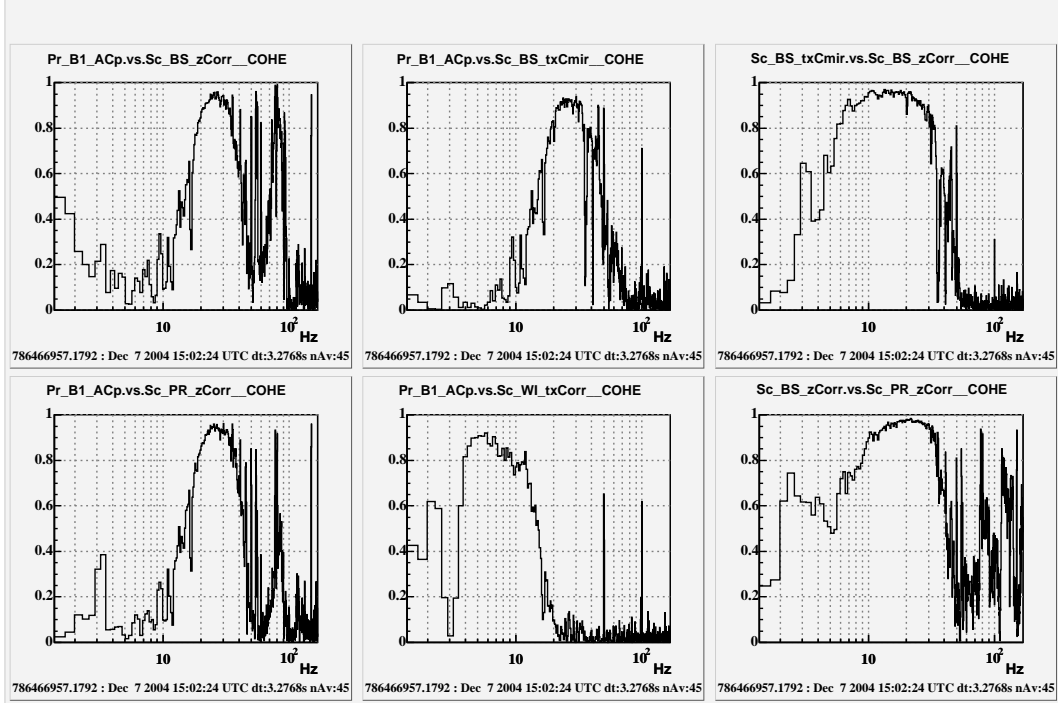 Pr_B1_ACp.vs.Sc_BS_zCorr__COHE
1
0.8
0.6
0.4
0.2
0
10
10²
Hz
786466957.1792 : Dec 7 2004 15:02:24 UTC dt:3.2768s nAv:45
Pr_B1_ACp.vs.Sc_BS_txCmir__COHE
1
0.8
0.6
0.4
0.2
0
10
10²
Hz
786466957.1792 : Dec 7 2004 15:02:24 UTC dt:3.2768s nAv:45
Sc_BS_txCmir.vs.Sc_BS_zCorr__COHE
1
0.8
0.6
0.4
0.2
0
10
10²
Hz
786466957.1792 : Dec 7 2004 15:02:24 UTC dt:3.2768s nAv:45
Pr_B1_ACp.vs.Sc_PR_zCorr__COHE
1
0.8
0.6
0.4
0.2
0
10
10²
Hz
786466957.1792 : Dec 7 2004 15:02:24 UTC dt:3.2768s nAv:45
Pr_B1_ACp.vs.Sc_WI_txCorr__COHE
1
0.8
0.6
0.4
0.2
0
10
10²
Hz
786466957.1792 : Dec 7 2004 15:02:24 UTC dt:3.2768s nAv:45
Sc_BS_zCorr.vs.Sc_PR_zCorr__COHE
1
0.8
0.6
0.4
0.2
0
10
10²
Hz
786466957.1792 : Dec 7 2004 15:02:24 UTC dt:3.2768s nAv:45